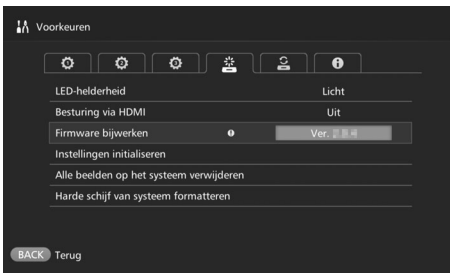 Voorkeuren
LED-helderheid Licht
Besturing via HDMI Uit
Firmware bijwerken Ver.
Instellingen initialiseren
Alle beelden op het systeem verwijderen
Harde schijf van systeem formatteren
BACK Terug